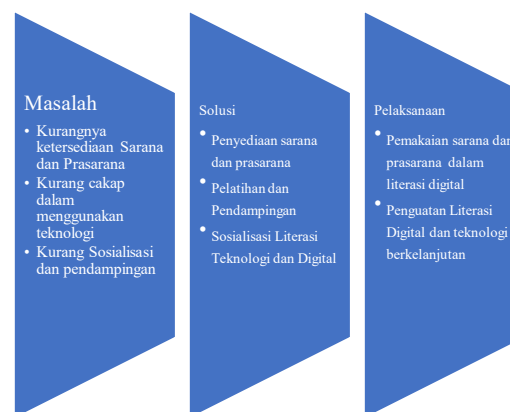 Masalah
• Kurangnya
ketersediaan Sarana
dan Prasarana
• Kurang cakap
dalam
menggunakan
teknologi
• Kurang Sosialisasi
dan pendampingan
Solusi
• Penyediaan sarana
dan prasarana
• Pelatihan dan
Pendampingan
• Sosialisasi Literasi
Teknologi dan Digital
Pelaksanaan
• Pemakaian sarana dan
prasarana dalam
literasi digital
• Penguatan Literasi
Digital dan teknologi
berkelanjutan